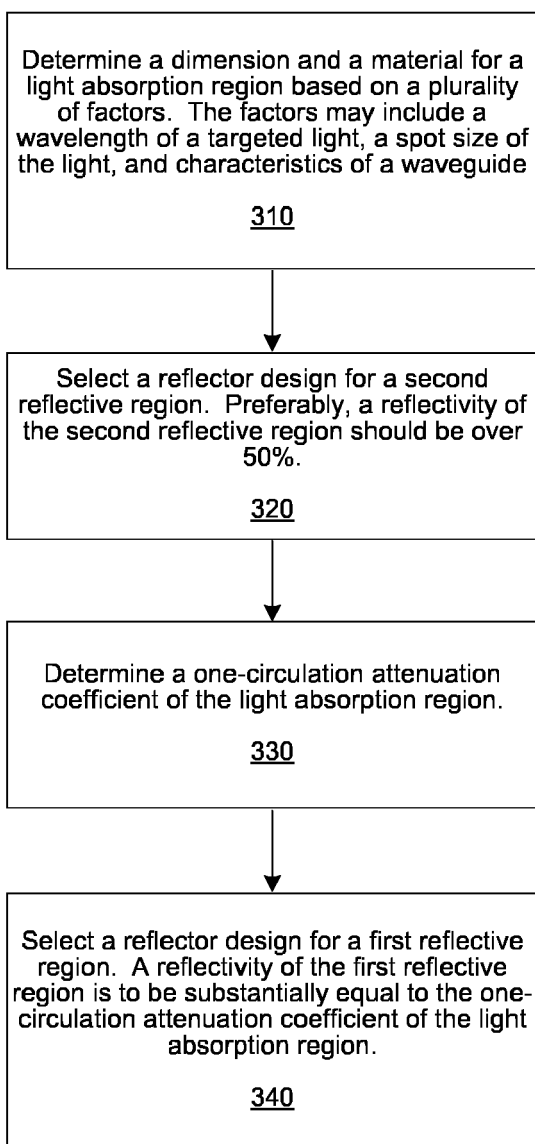 Determine a dimension and a material for a
light absorption region based on a plurality
of factors.  The factors may include a
wavelength of a targeted light, a spot size of
the light, and characteristics of a waveguide
310
Select a reflector design for a second
reflective region.  Preferably, a reflectivity of
the second reflective region should be over
50%.
320
Determine a one-circulation attenuation
coefficient of the light absorption region.
330
Select a reflector design for a first reflective
region.  A reflectivity of the first reflective
region is to be substantially equal to the one-
circulation attenuation coefficient of the light
absorption region.
340